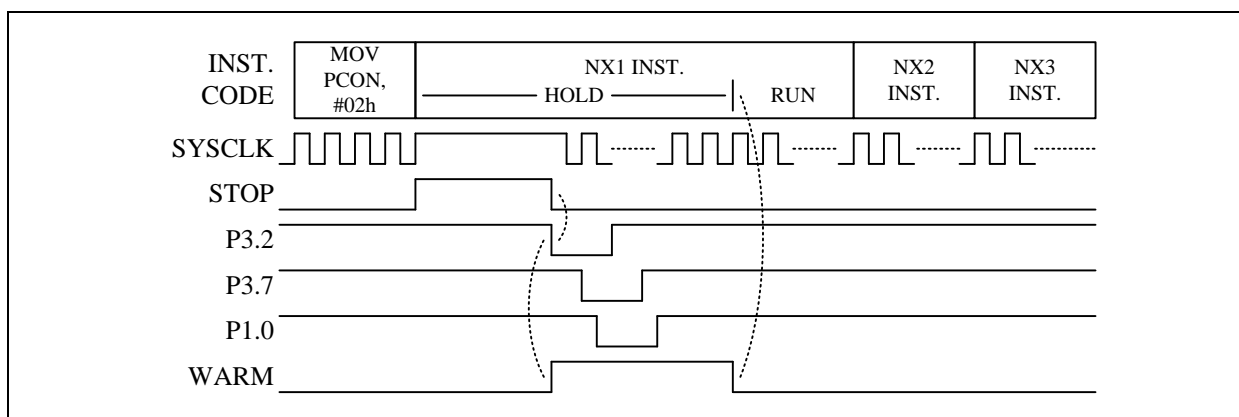 INST.
CODE
MOV
PCON,
#02h
NX1 INST.
HOLD
RUN
NX2
INST.
NX3
INST.
SYSCLK
STOP
P3.2
P3.7
P1.0
WARM